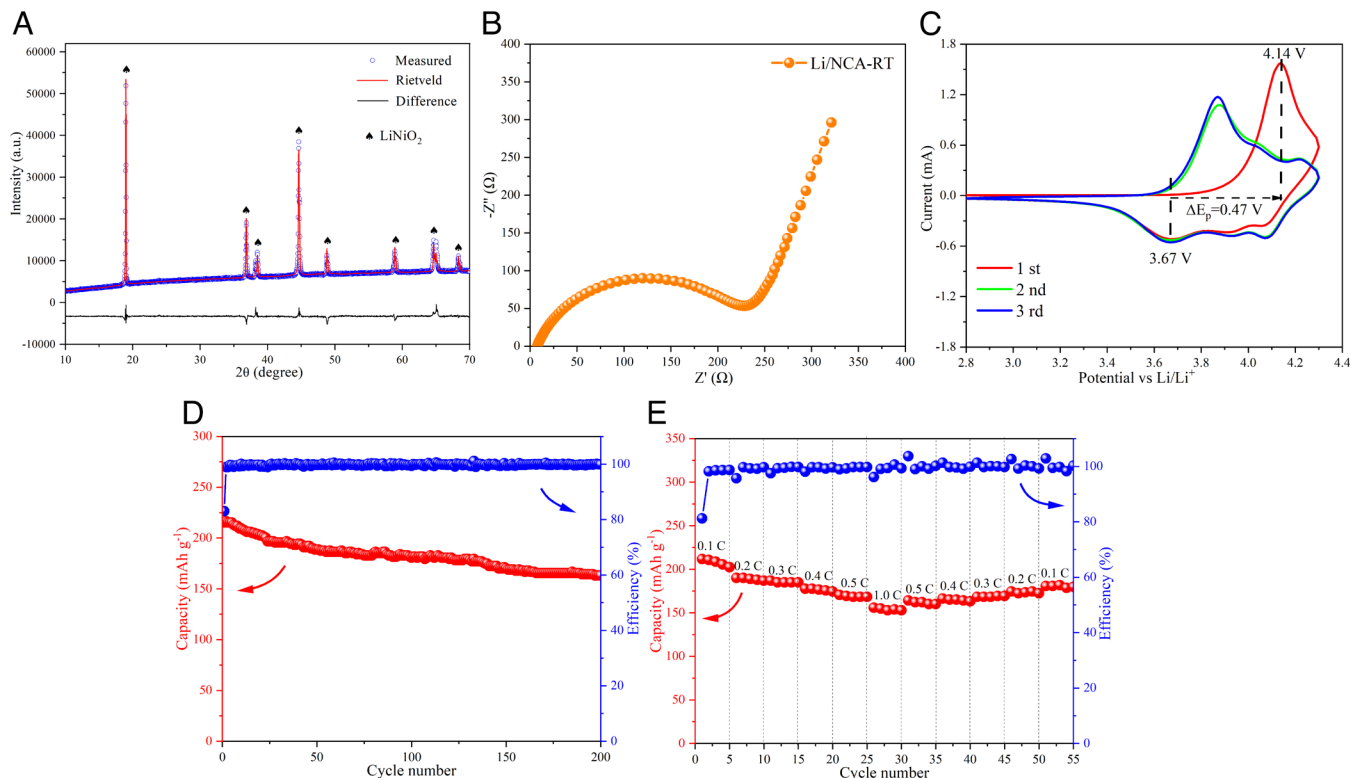 A
60000
50000
40000
30000
20000
10000
0
-10000
Intensity (a.u.)
Measured
Rietveld
Difference
LiNiO2
10 20 30 40 50 60 70
2θ (degree)
B
-400
-350
-300
-250
-200
-150
-100
-50
0
-Z'' (Ω)
Li/NCA-RT
0 50 100 150 200 250 300 350 400
Z' (Ω)
C
1.8
1.2
0.6
0.0
-0.6
-1.2
-1.8
Current (mA)
4.14 V
ΔEp=0.47 V
3.67 V
1 st
2 nd
3 rd
2.8 3.0 3.2 3.4 3.6 3.8 4.0 4.2 4.4
Potential vs Li/Li+
D
300
250
200
150
100
50
0
Capacity (mAh g-1)
100
80
60
40
20
0
Efficiency (%)
0 50 100 150 200
Cycle number
E
350
300
250
200
150
100
50
0
Capacity (mAh g-1)
0.1 C
0.2 C
0.3 C
0.4 C
0.5 C
1.0 C
0.5 C
0.4 C
0.3 C
0.2 C
0.1 C
100
80
60
40
20
0
Efficiency (%)
0 5 10 15 20 25 30 35 40 45 50 55
Cycle number